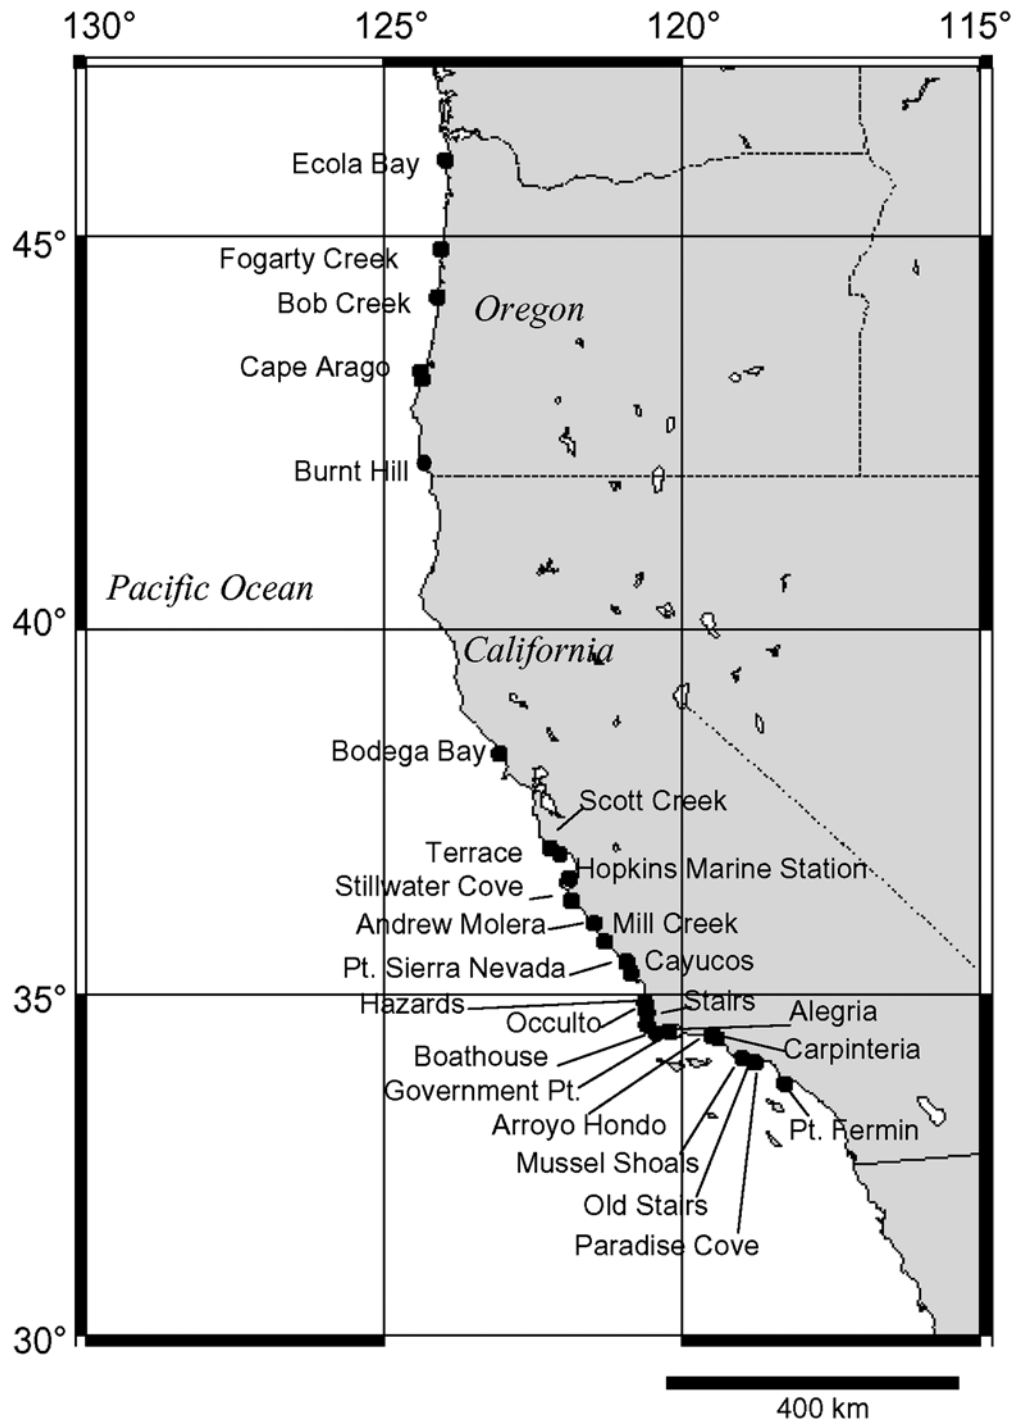 130°
125°
120°
115°
Ecola Bay
45°
Fogarty Creek
Bob Creek
Oregon
Cape Arago
Burnt Hill
Pacific Ocean
40°
California
Bodega Bay
Scott Creek
Terrace
Hopkins Marine Station
Stillwater Cove
Andrew Molera
Mill Creek
Pt. Sierra Nevada
Cayucos
35°
Hazards
Stairs
Occulto
Alegria
Boathouse
Carpinteria
Government Pt.
Arroyo Hondo
Pt. Fermin
Mussel Shoals
Old Stairs
Paradise Cove
30°
400 km